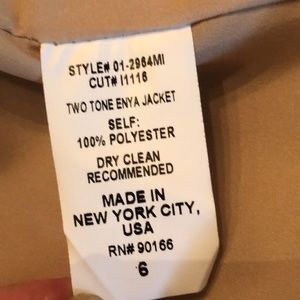 STYLE# 01-2964MI
CUT# I1116
TWO TONE ENYA JACKET
SELF:
100% POLYESTER
DRY CLEAN
RECOMMENDED
MADE IN
NEW YORK CITY,
USA
RN# 90166
6